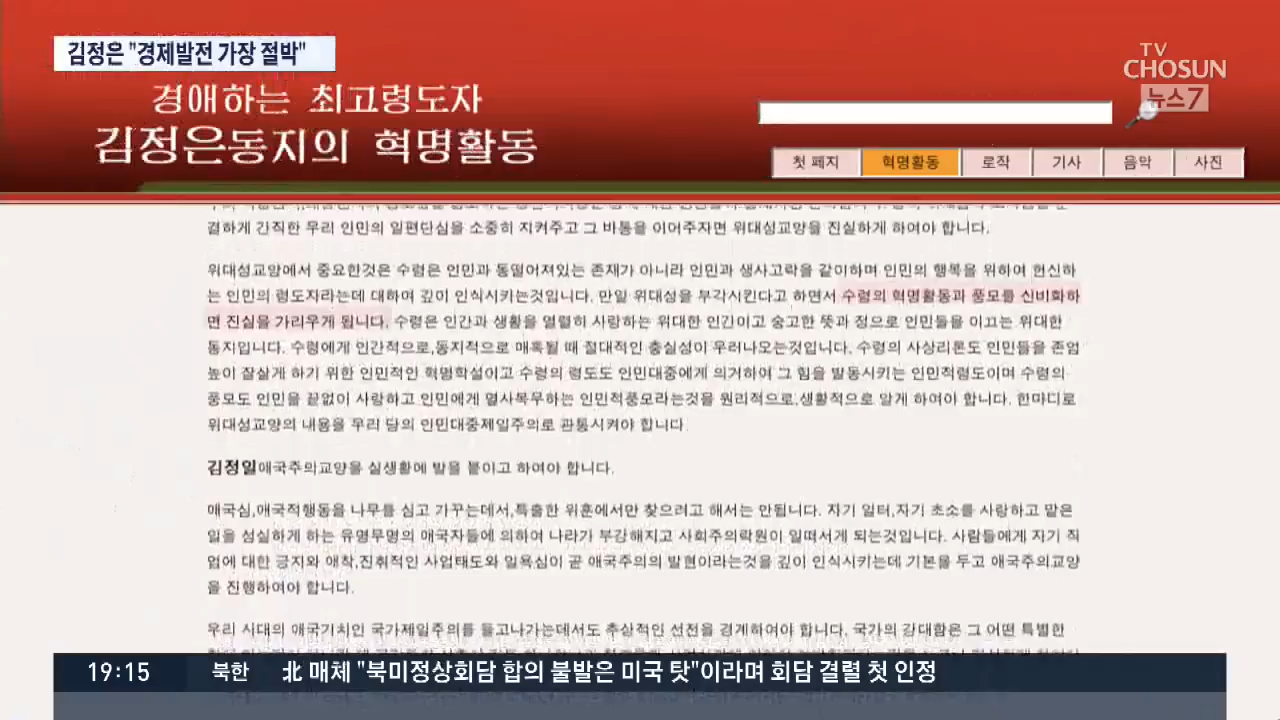 김정은 "경제발전 가장 절박"
TV
CHOSUN
뉴스7
경애하는 최고령도자
김정은동지의 혁명활동
첫 페지 혁명활동 로작 기사 음악 사진
결하게 간직한 우리 인민의 일편단심을 소중히 지켜주고 그 바통을 이어주자면 위대성교양을 진실하게 하여야 합니다.
위대성교양에서 중요한것은 수령은 인민과 동떨어져있는 존재가 아니라 인민과 생사고락을 같이하며 인민의 행복을 위하여 헌신하
는 인민의 령도자라는데 대하여 깊이 인식시키는것입니다. 만일 위대성을 부각시킨다고 하면서 수령의 혁명활동과 풍모를 신비화하
면 진실을 가리우게 됩니다. 수령은 인간과 생활을 열렬히 사랑하는 위대한 인간이고 숭고한 뜻과 정으로 인민들을 이끄는 위대한
동지입니다. 수령에게 인간적으로,동지적으로 매혹될 때 절대적인 충실성이 우러나오는것입니다. 수령의 사상리론도 인민들을 존엄
높이 잘살게 하기 위한 인민적인 혁명학설이고 수령의 령도도 인민대중에게 의거하여 그 힘을 발동시키는 인민적령도이며 수령의
풍모도 인민을 끝없이 사랑하고 인민에게 멸사복무하는 인민적풍모라는것을 원리적으로,생활적으로 알게 하여야 합니다. 한마디로
위대성교양의 내용을 우리 당의 인민대중제일주의로 관통시켜야 합니다.
김정일애국주의교양을 실생활에 발을 붙이고 하여야 합니다.
애국심,애국적행동을 나무를 심고 가꾸는데서,특출한 위훈에서만 찾으려고 해서는 안됩니다. 자기 일터,자기 초소를 사랑하고 맡은
일을 성실하게 하는 유명무명의 애국자들에 의하여 나라가 부강해지고 사회주의락원이 일떠서게 되는것입니다. 사람들에게 자기 직
업에 대한 긍지와 애착,진취적인 사업태도와 일욕심이 곧 애국주의의 발현이라는것을 깊이 인식시키는데 기본을 두고 애국주의교양
을 진행하여야 합니다.
우리 시대의 애국기치인 국가제일주의를 들고나가는데서도 추상적인 선전을 경계하여야 합니다. 국가의 강대함은 그 어떤 특별한
19:15 북한 北 매체 "북미정상회담 합의 불발은 미국 탓"이라며 회담 결렬 첫 인정